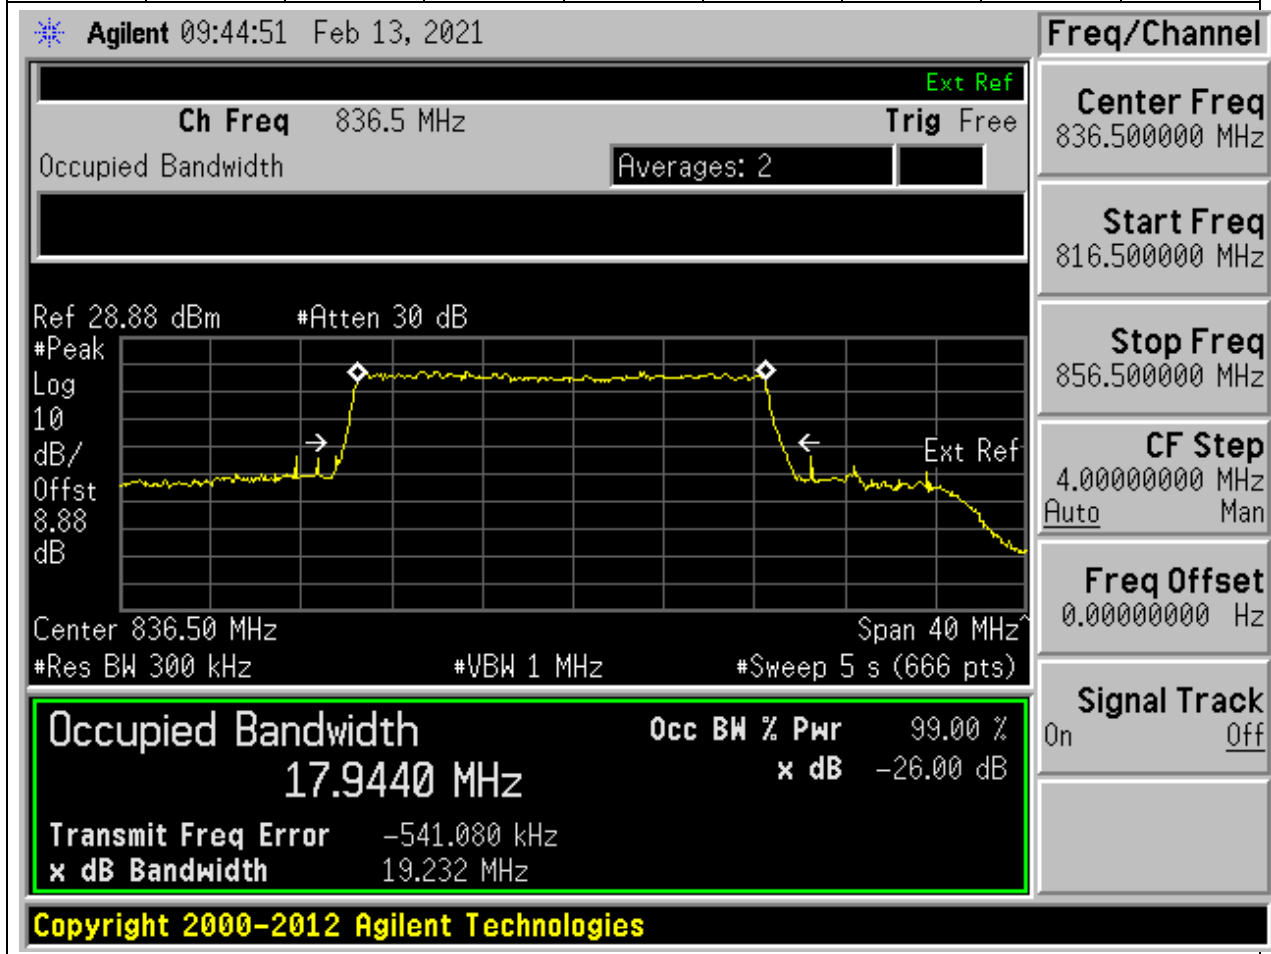 Agilent 09:44:51 Feb 13, 2021
Freq/Channel
Ext Ref
Ch Freq 836.5 MHz Trig Free
Occupied Bandwidth Averages: 2
Ref 28.88 dBm #Atten 30 dB
#Peak
Log
10
dB/
Offst
8.88
dB
Ext Ref
Center 836.50 MHz Span 40 MHz^
#Res BW 300 kHz #VBW 1 MHz #Sweep 5 s (666 pts)
Occupied Bandwidth Occ BW % Pwr 99.00 %
17.9440 MHz x dB -26.00 dB
Transmit Freq Error -541.080 kHz
x dB Bandwidth 19.232 MHz
Center Freq
836.500000 MHz
Start Freq
816.500000 MHz
Stop Freq
856.500000 MHz
CF Step
4.00000000 MHz
Auto Man
Freq Offset
0.00000000 Hz
Signal Track
On Off
Copyright 2000-2012 Agilent Technologies